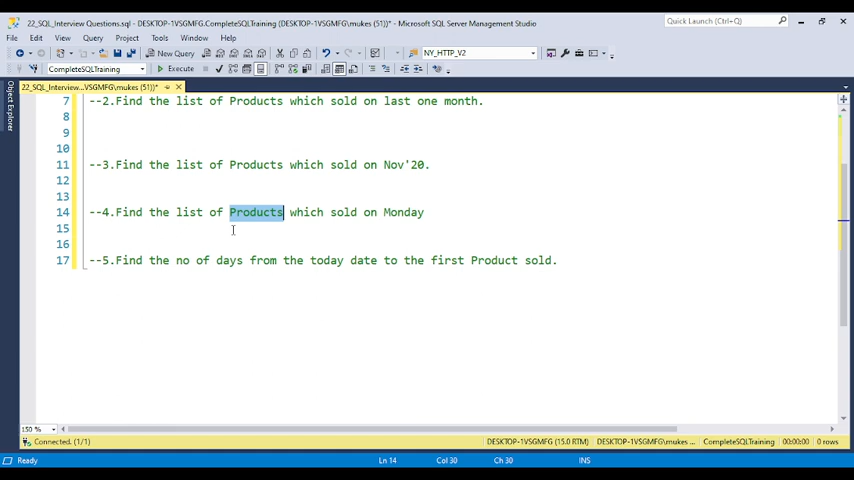 22_SQL_Interview Questions.sql - DESKTOP-1VSGMFG.CompleteSQLTraining (DESKTOP-1VSGMFG\mukes (51))* - Microsoft SQL Server Management Studio
Quick Launch (Ctrl+Q)
File Edit View Query Project Tools Window Help
New Query NY_HTTP_V2
CompleteSQLTraining Execute
22_SQL_Interview...VSGMFG\mukes (51))*
Object Explorer
7 --2.Find the list of Products which sold on last one month.
8
9
10
11 --3.Find the list of Products which sold on Nov'20.
12
13
14 --4.Find the list of Products which sold on Monday
15
16
17 --5.Find the no of days from the today date to the first Product sold.
150 %
Connected. (1/1) DESKTOP-1VSGMFG (15.0 RTM) DESKTOP-1VSGMFG\mukes ... CompleteSQLTraining 00:00:00 0 rows
Ready Ln 14 Col 30 Ch 30 INS